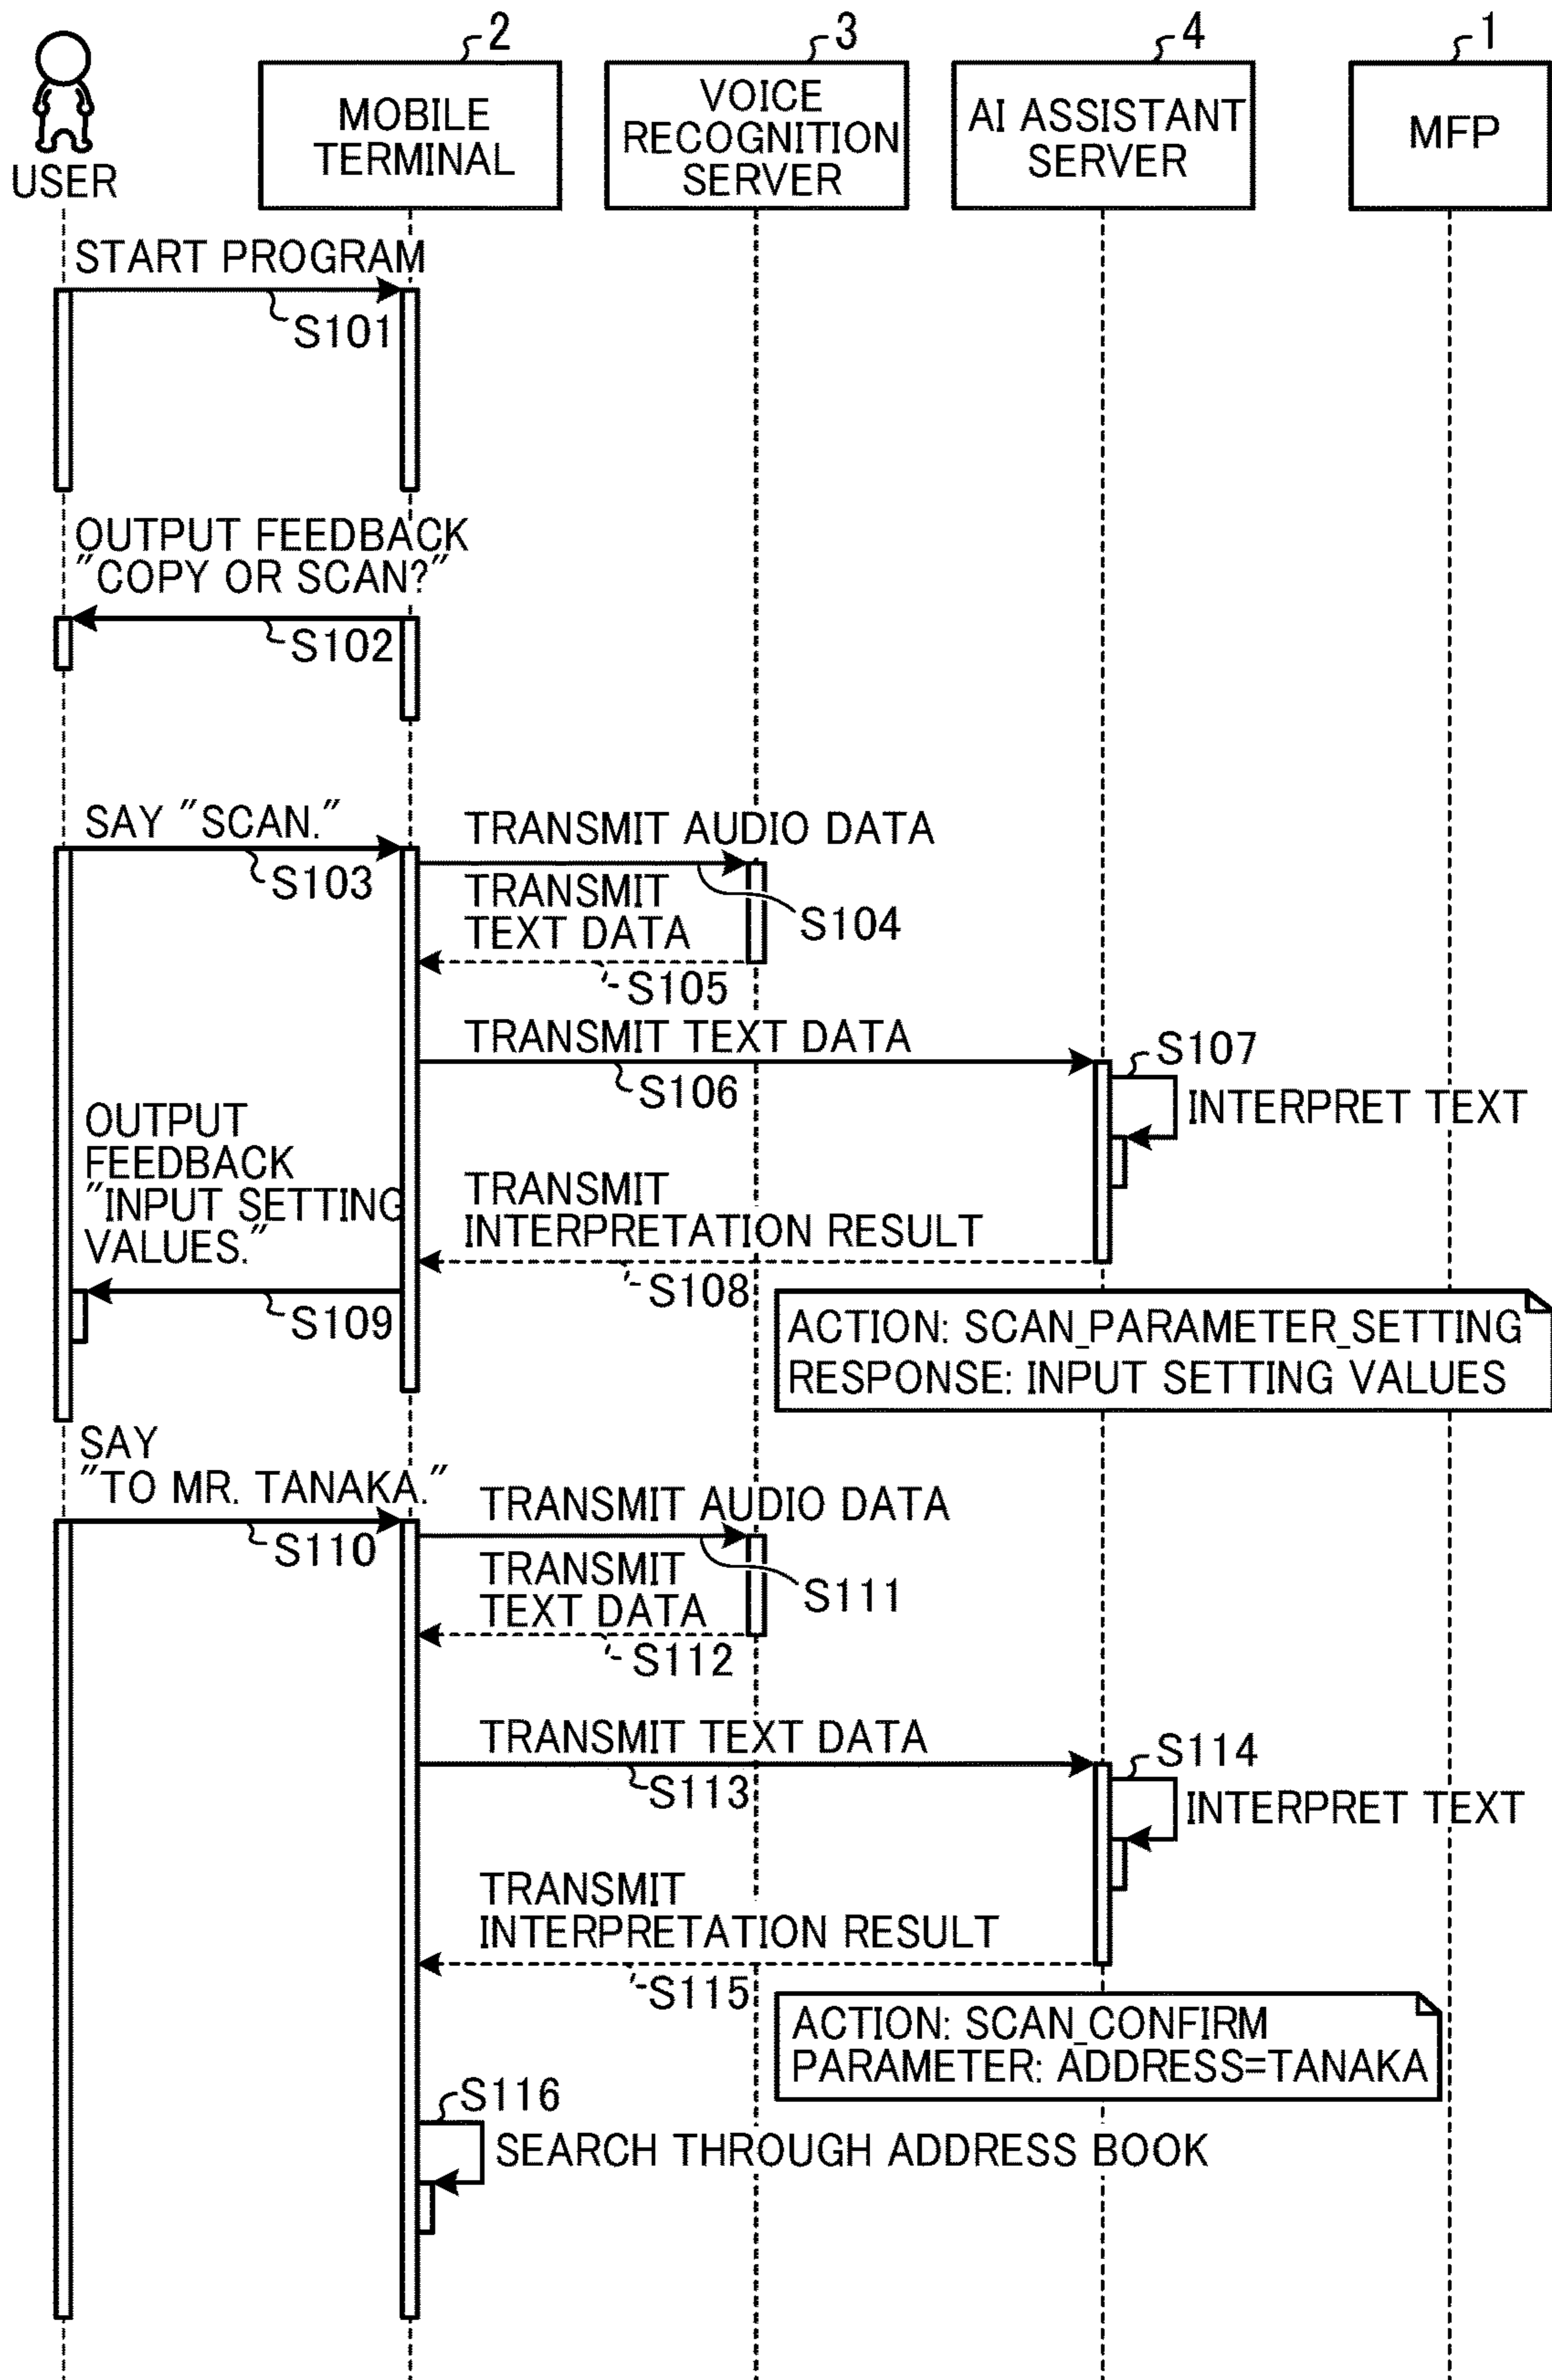 2
3
4
1
USER
MOBILE
TERMINAL
VOICE
RECOGNITION
SERVER
AI ASSISTANT
SERVER
MFP
START PROGRAM
S101
OUTPUT FEEDBACK
"COPY OR SCAN?"
S102
SAY "SCAN."
S103
TRANSMIT AUDIO DATA
S104
TRANSMIT
TEXT DATA
S105
TRANSMIT TEXT DATA
S106
S107
INTERPRET TEXT
TRANSMIT
INTERPRETATION RESULT
S108
OUTPUT
FEEDBACK
"INPUT SETTING
VALUES."
S109
ACTION: SCAN_PARAMETER_SETTING
RESPONSE: INPUT SETTING VALUES
SAY
"TO MR. TANAKA."
S110
TRANSMIT AUDIO DATA
S111
TRANSMIT
TEXT DATA
S112
TRANSMIT TEXT DATA
S113
S114
INTERPRET TEXT
TRANSMIT
INTERPRETATION RESULT
S115
ACTION: SCAN_CONFIRM
PARAMETER: ADDRESS=TANAKA
S116
SEARCH THROUGH ADDRESS BOOK